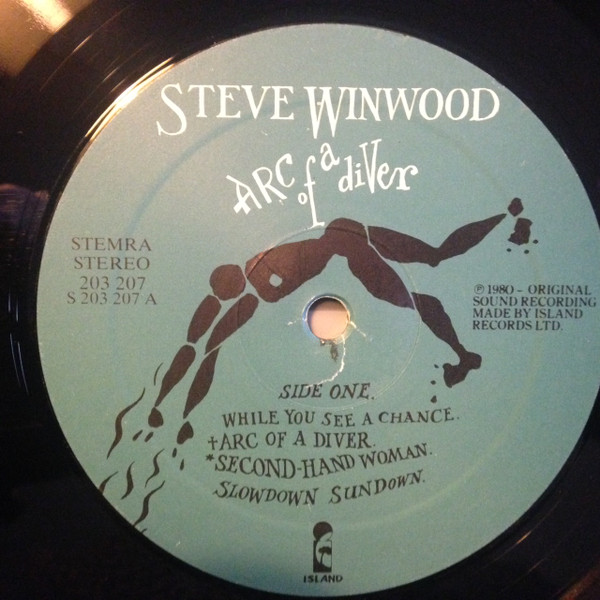 STEVE WINWOOD
ARC of a diVer
STEMRA
STEREO
203 207
S 203 207 A
℗ 1980 - ORIGINAL
SOUND RECORDING
MADE BY ISLAND
RECORDS LTD.
SIDE ONE.
WHILE YOU SEE A CHANCE.
†ARC OF A DIVER.
*SECOND-HAND WOMAN.
SLOWDOWN SUNDOWN.
ISLAND